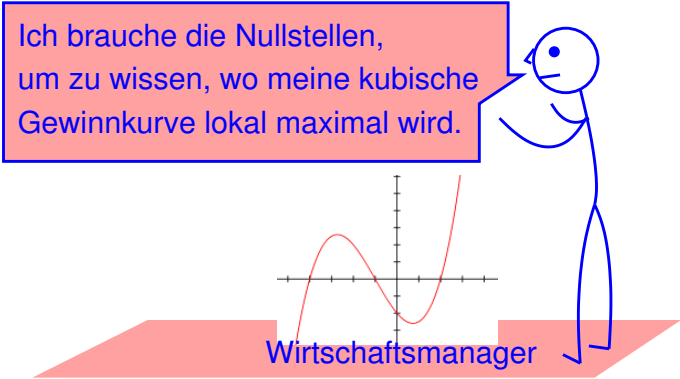 Ich brauche die Nullstellen,
um zu wissen, wo meine kubische
Gewinnkurve lokal maximal wird.
Wirtschaftsmanager